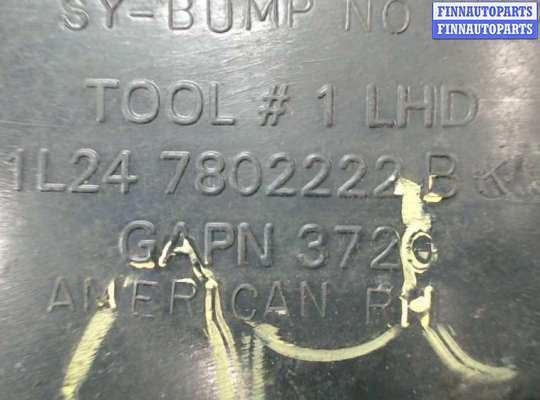 SY-BUMP NO
FINNAUTOPARTS
FINNAUTOPARTS
TOOL # 1 LHD
1L24 7802222 B
GAPN 372
AMERICAN